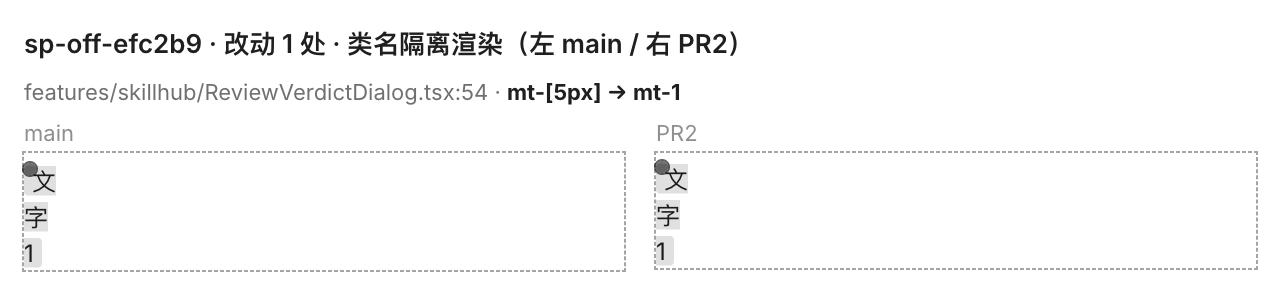 sp-off-efc2b9 · 改动 1 处 · 类名隔离渲染（左 main / 右 PR2）
features/skillhub/ReviewVerdictDialog.tsx:54 · mt-[5px] → mt-1
main
文
字
1
PR2
文
字
1